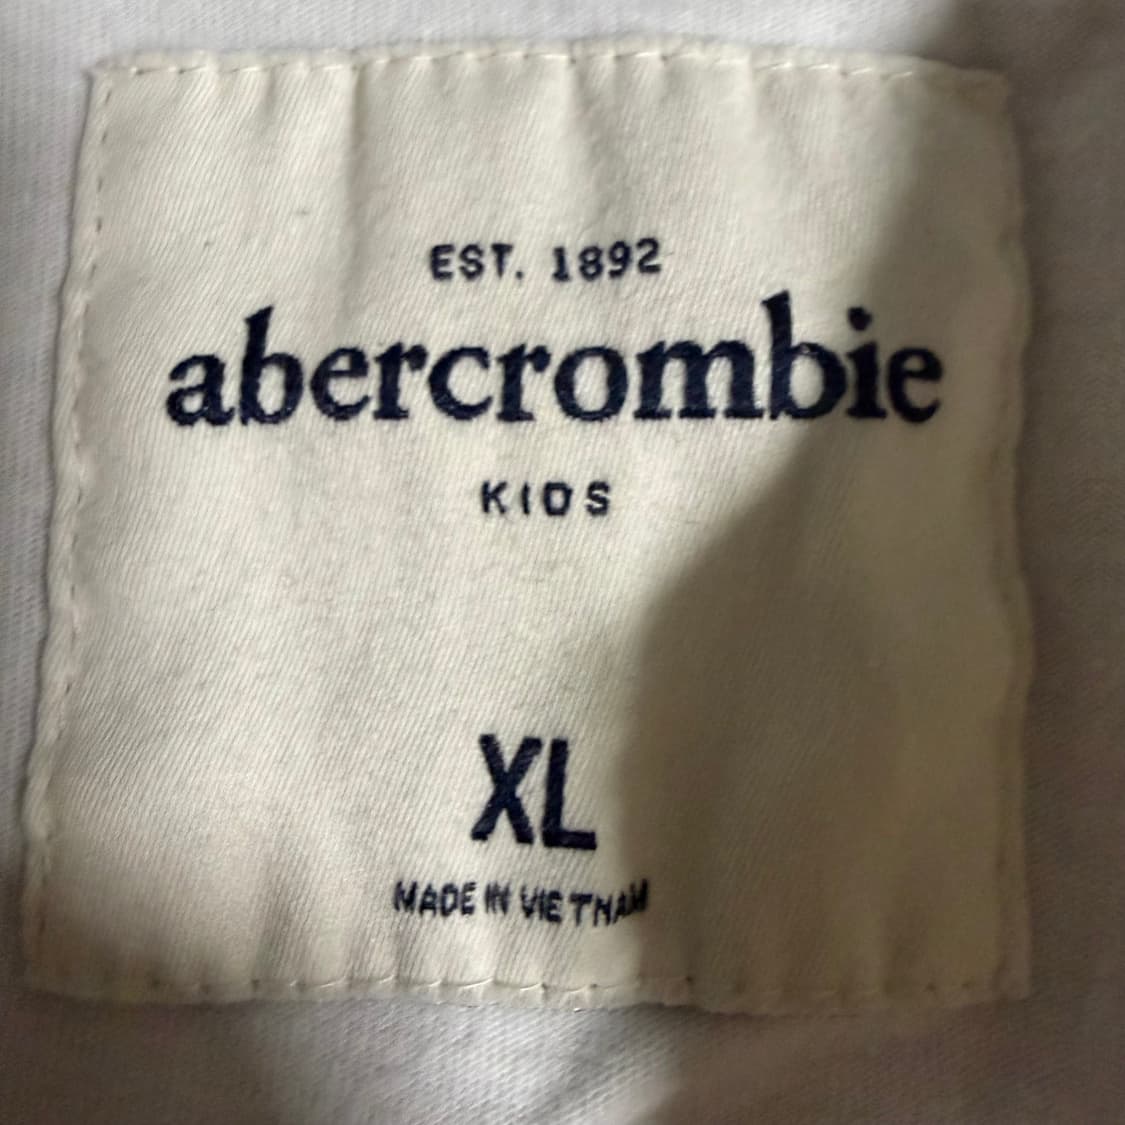 EST. 1892
abercrombie
KIDS
XL
MADE IN VIETNAM